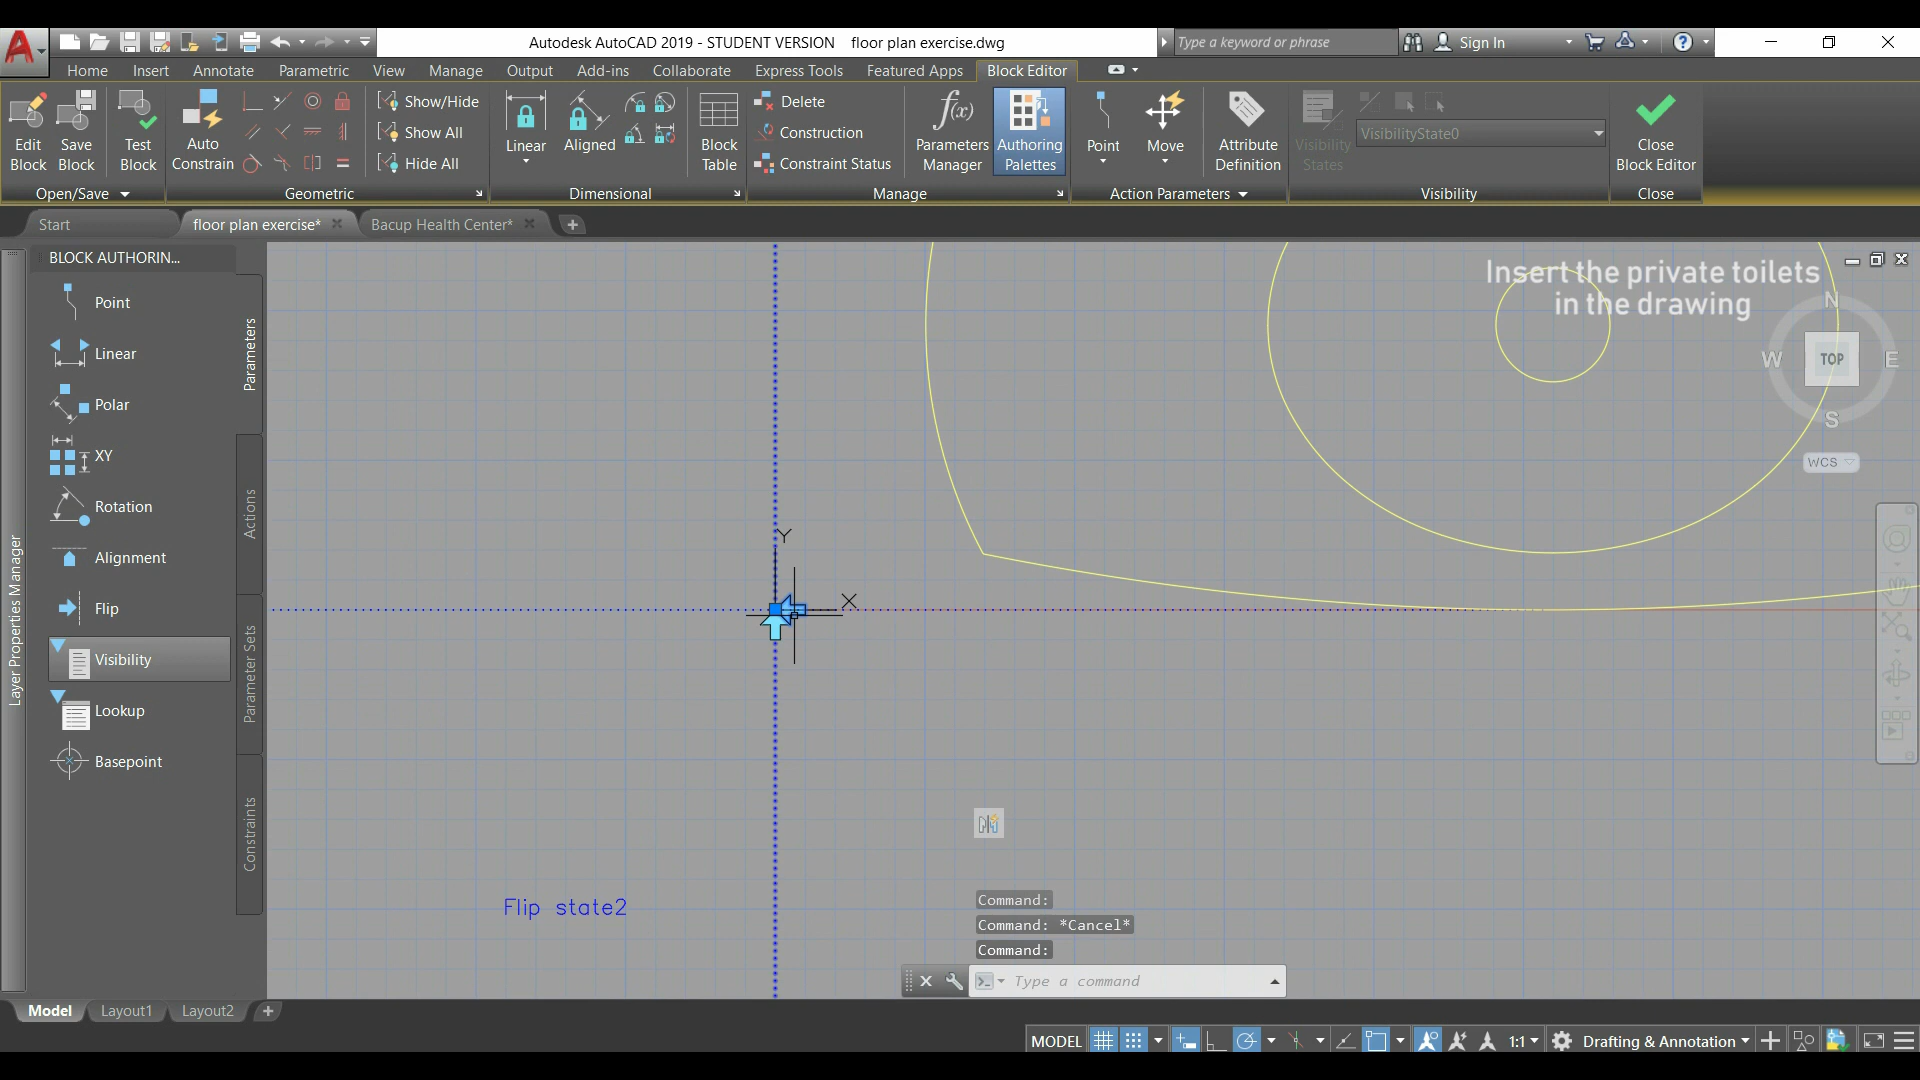 Autodesk AutoCAD 2019 - STUDENT VERSION floor plan exercise.dwg
Type a keyword or phrase
Sign In
Home Insert Annotate Parametric View Manage Output Add-ins Collaborate Express Tools Featured Apps Block Editor
Edit Block
Save Block
Test Block
Auto Constrain
Show/Hide
Show All
Hide All
Linear
Aligned
Block Table
Delete
Construction
Constraint Status
Parameters Manager
Authoring Palettes
Point
Move
Attribute Definition
Visibility States
VisibilityState0
Close Block Editor
Open/Save Geometric Dimensional Manage Action Parameters Visibility Close
Start floor plan exercise* Bacup Health Center*
BLOCK AUTHORIN...
Point
Linear
Polar
XY
Rotation
Alignment
Flip
Visibility
Lookup
Basepoint
Parameters
Actions
Parameter Sets
Constraints
Layer Properties Manager
Insert the private toilets
in the drawing
N
W TOP E
S
WCS
Y
X
Flip state2
Command:
Command: *Cancel*
Command:
Type a command
Model Layout1 Layout2
MODEL 1:1 Drafting & Annotation